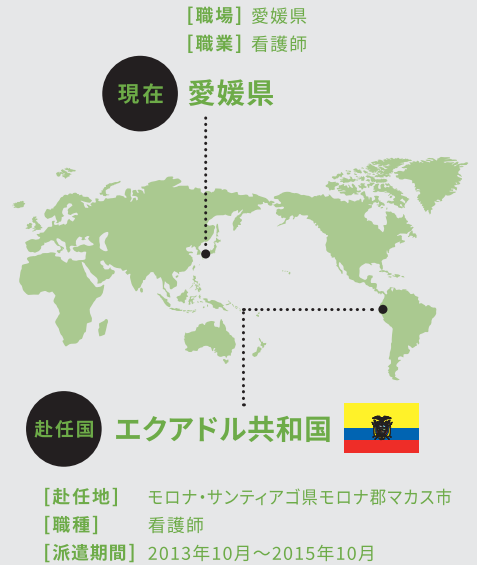 [職場] 愛媛県
[職業] 看護師
現在 愛媛県
赴任国 エクアドル共和国
[赴任地] モロナ・サンティアゴ県モロナ郡マカス市
[職種] 看護師
[派遣期間] 2013年10月～2015年10月